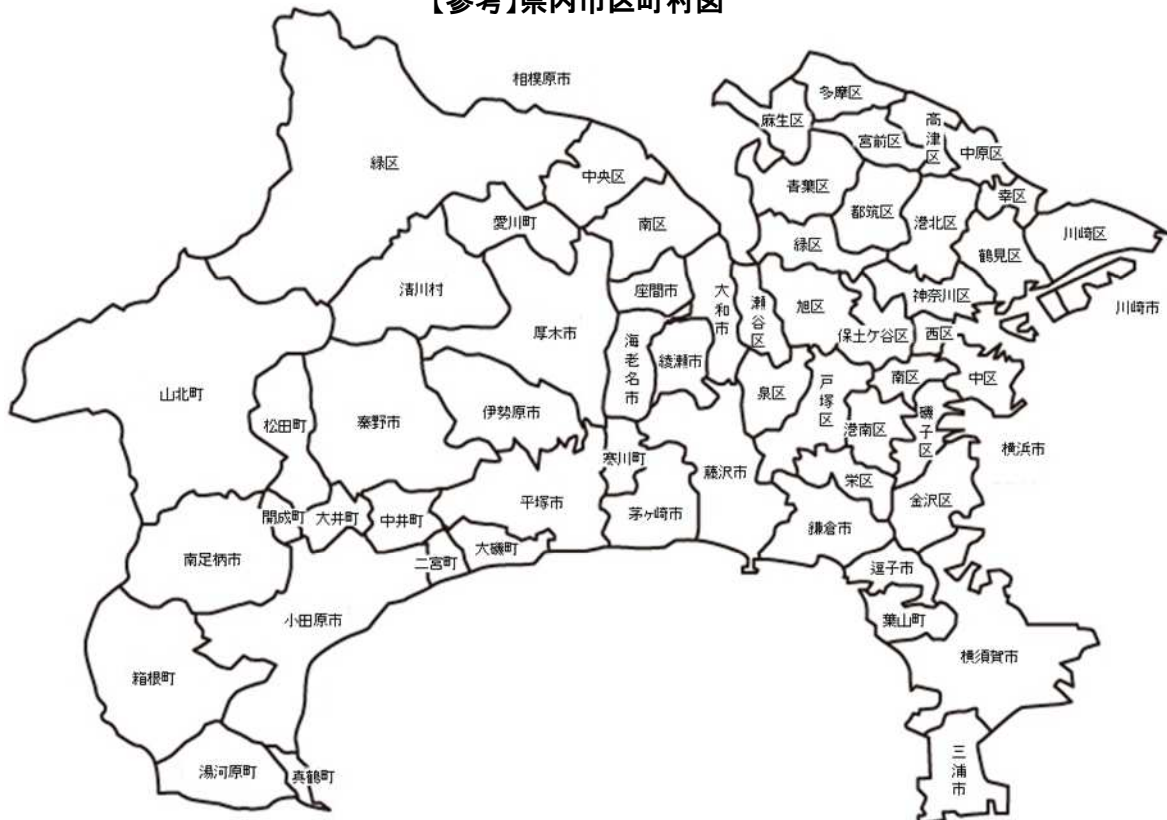 【参考】県内市区町村図
相模原市
多摩区
麻生区
高津区
宮前区
中原区
緑区
中央区
青葉区
幸区
都筑区
港北区
愛川町
南区
川崎区
緑区
鶴見区
清川村
座間市
大和市
瀬谷区
旭区
神奈川区
川崎市
厚木市
海老名市
綾瀬市
保土ケ谷区
西区
山北町
松田町
秦野市
伊勢原市
泉区
戸塚区
南区
中区
港南区
磯子区
横浜市
寒川町
藤沢市
栄区
金沢区
開成町
大井町
中井町
平塚市
茅ヶ崎市
鎌倉市
南足柄市
二宮町
大磯町
逗子市
小田原市
葉山町
箱根町
横須賀市
湯河原町
真鶴町
三浦市